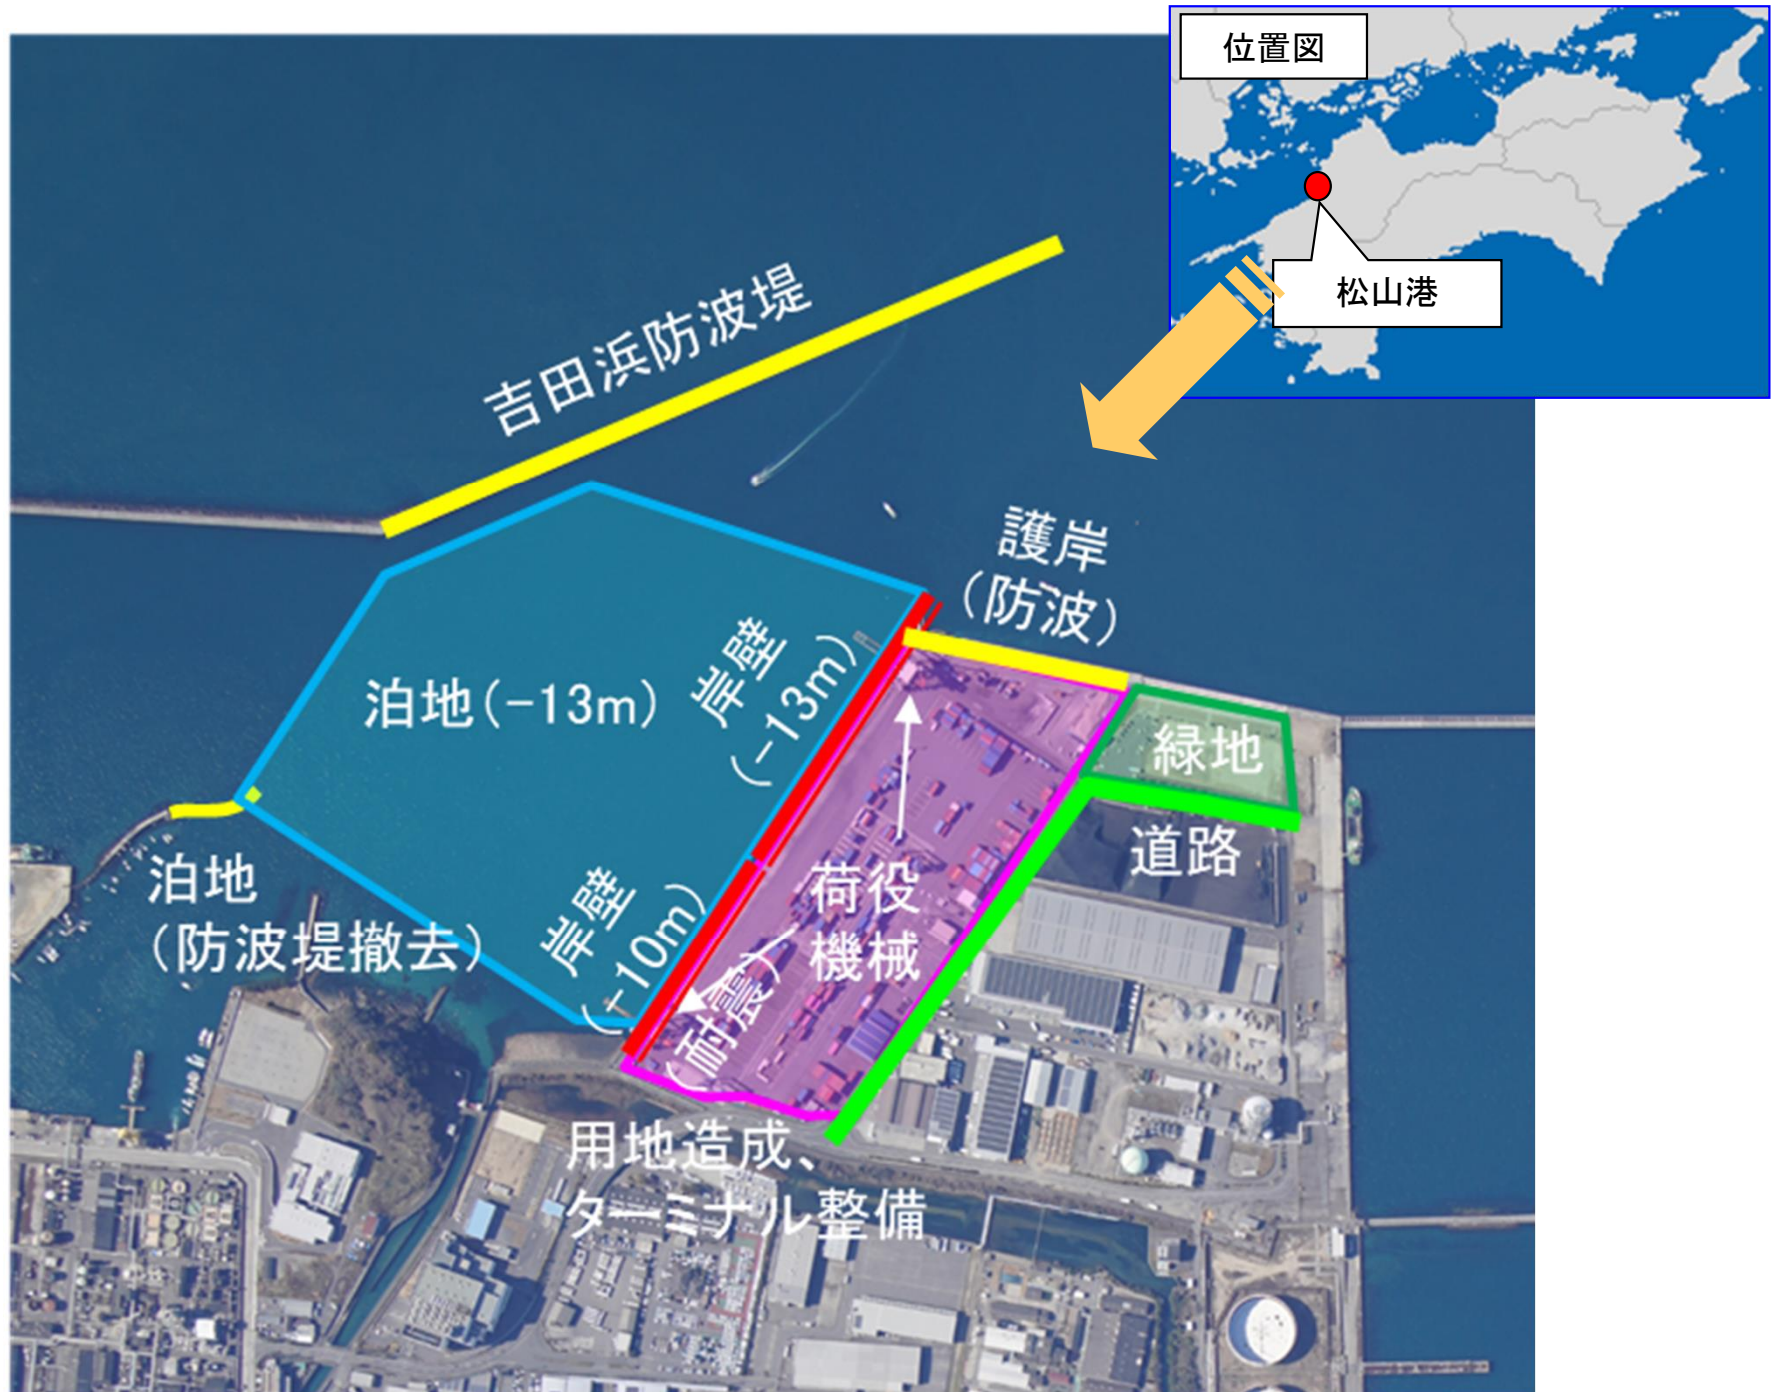 位置図
松山港
吉田浜防波堤
護岸
（防波）
岸壁
（-13m）
泊地（-13m）
緑地
道路
荷役
機械
泊地
（防波堤撤去）
岸壁
（-10m）
（耐震）
用地造成、
ターミナル整備